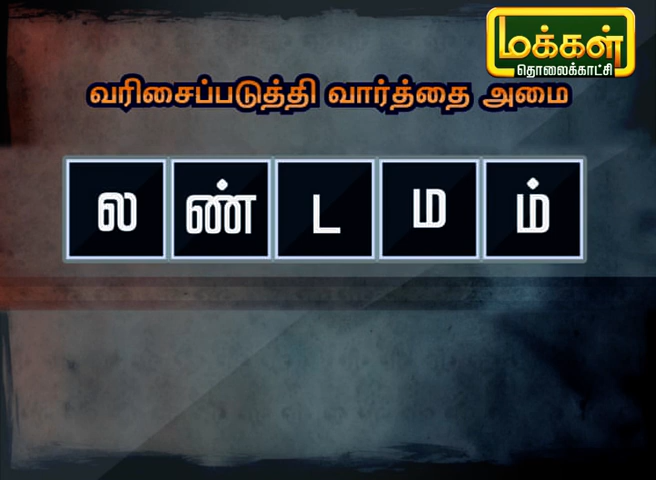 மக்கள்
தொலைக்காட்சி
வரிசைப்படுத்தி வார்த்தை அமை
ல ண் ட ம ம்